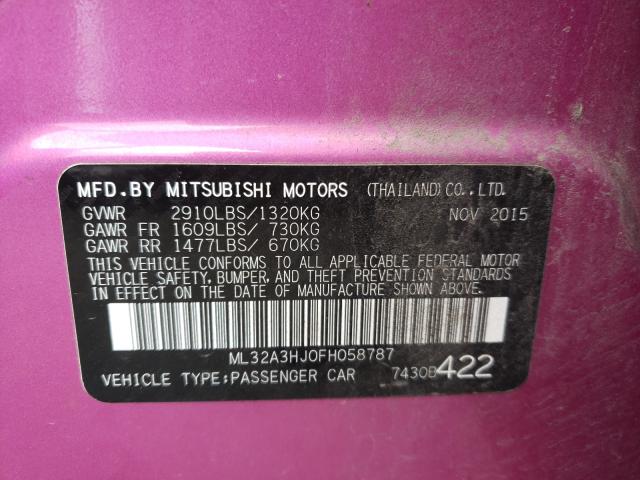 MFD.BY MITSUBISHI MOTORS (THAILAND)CO.,LTD.
GVWR 2910LBS/1320KG NOV 2015
GAWR FR 1609LBS/ 730KG
GAWR RR 1477LBS/ 670KG
THIS VEHICLE CONFORMS TO ALL APPLICABLE FEDERAL MOTOR
VEHICLE SAFETY, BUMPER, AND THEFT PREVENTION STANDARDS
IN EFFECT ON THE DATE OF MANUFACTURE SHOWN ABOVE.
ML32A3HJ0FH058787
VEHICLE TYPE:PASSENGER CAR 7430B422